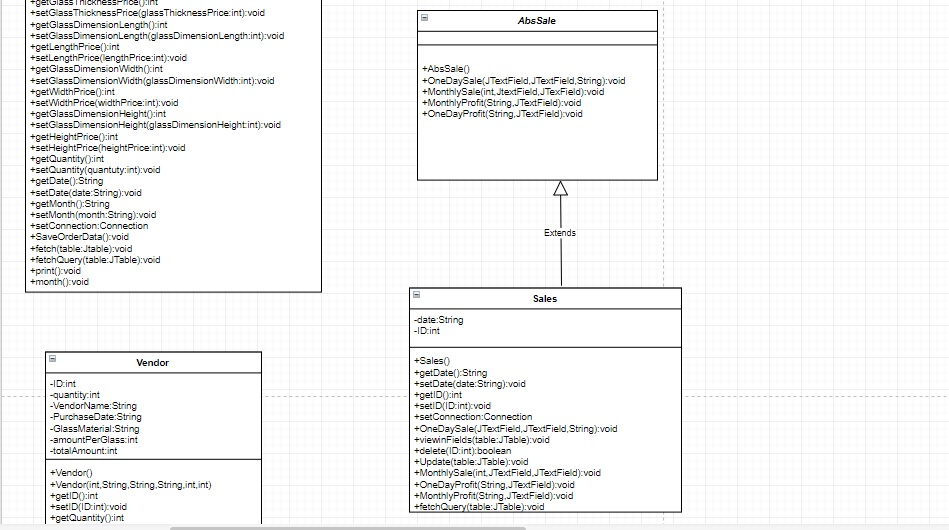 +getGlassThicknessPrice():int
+setGlassThicknessPrice(glassThicknessPrice:int):void
+getGlassDimensionLength():int
+setGlassDimensionLength(glassDimensionLength:int):void
+getLengthPrice():int
+setLengthPrice(lengthPrice:int):void
+getGlassDimensionWidth():int
+setGlassDimensionWidth(glassDimensionWidth:int):void
+getWidthPrice():int
+setWidthPrice(widthPrice:int):void
+getGlassDimensionHeight():int
+setGlassDimensionHeight(glassDimensionHeight:int):void
+getHeightPrice():int
+setHeightPrice(heightPrice:int):void
+getQuantity():int
+setQuantity(quantuty:int):void
+getDate():String
+setDate(date:String):void
+getMonth():String
+setMonth(month:String):void
+setConnection:Connection
+SaveOrderData():void
+fetch(table:Jtable):void
+fetchQuery(table:JTable):void
+print():void
+month():void
AbsSale
+AbsSale()
+OneDaySale(JTextField,JTextField,String):void
+MonthlySale(int,JtextField,JTexField):void
+MonthlyProfit(String,JTexField):void
+OneDayProfit(String,JTexField):void
Extends
Sales
-date:String
-ID:int
+Sales()
+getDate():String
+setDate(date:String):void
+getID():int
+setID(ID:int):void
+setConnection:Connection
+OneDaySale(JTextField,JTextField,String):void
+viewinFields(table:JTable):void
+delete(ID:int):boolean
+Update(table:JTable):void
+MonthlySale(int,JTextField,JTextField):void
+OneDayProfit(String,JTextField):void
+MonthlyProfit(String,JTextField):void
+fetchQuery(table:JTable):void
Vendor
-ID:int
-quantity:int
-VendorName:String
-PurchaseDate:String
-GlassMaterial:String
-amountPerGlass:int
-totalAmount:int
+Vendor()
+Vendor(int,String,String,String,int,int)
+getID():int
+setID(ID:int):void
+getQuantity():int